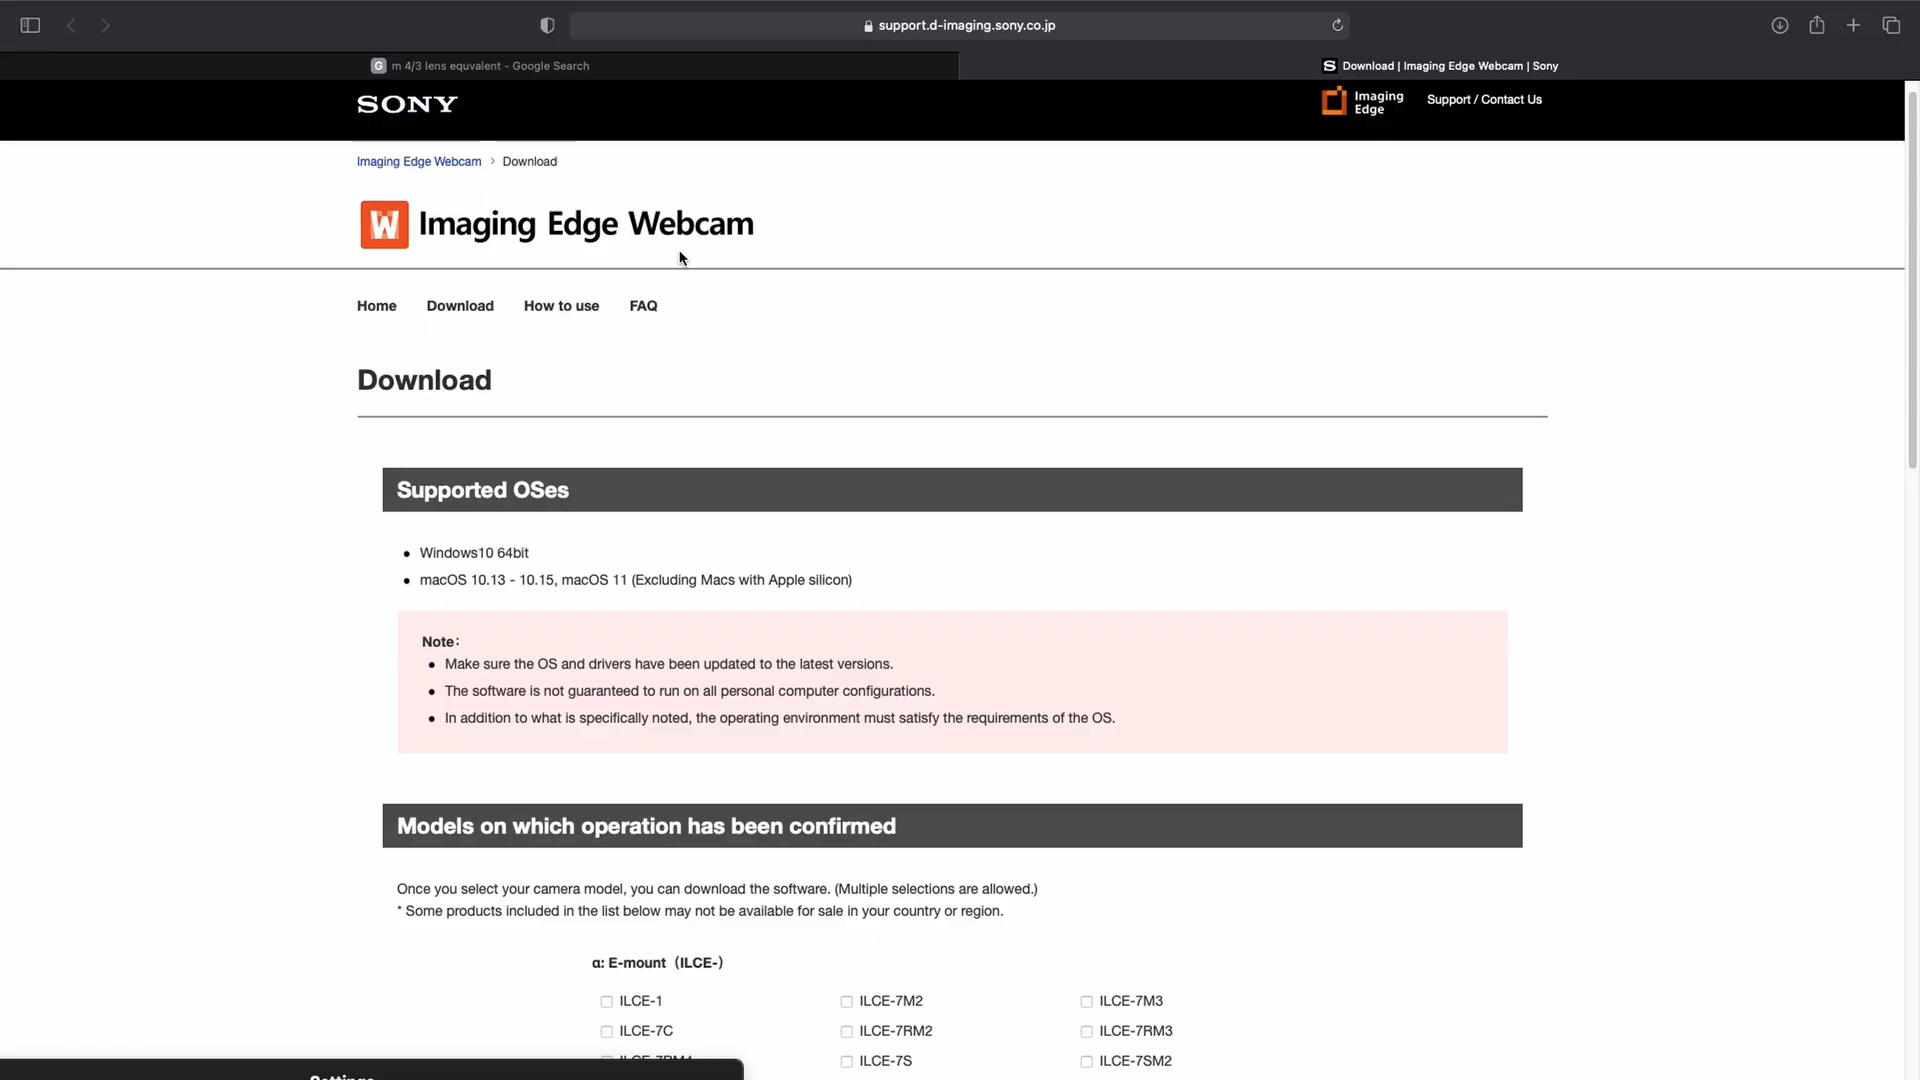 support.d-imaging.sony.co.jp
G m 4/3 lens equvalent - Google Search
S Download | Imaging Edge Webcam | Sony
SONY
Imaging
Edge
Support / Contact Us
Imaging Edge Webcam > Download
W Imaging Edge Webcam
Home Download How to use FAQ
Download
Supported OSes
• Windows10 64bit
• macOS 10.13 - 10.15, macOS 11 (Excluding Macs with Apple silicon)
Note:
• Make sure the OS and drivers have been updated to the latest versions.
• The software is not guaranteed to run on all personal computer configurations.
• In addition to what is specifically noted, the operating environment must satisfy the requirements of the OS.
Models on which operation has been confirmed
Once you select your camera model, you can download the software. (Multiple selections are allowed.)
* Some products included in the list below may not be available for sale in your country or region.
α: E-mount（ILCE-）
ILCE-1 ILCE-7M2 ILCE-7M3
ILCE-7C ILCE-7RM2 ILCE-7RM3
ILCE-7RM4 ILCE-7S ILCE-7SM2
Settings